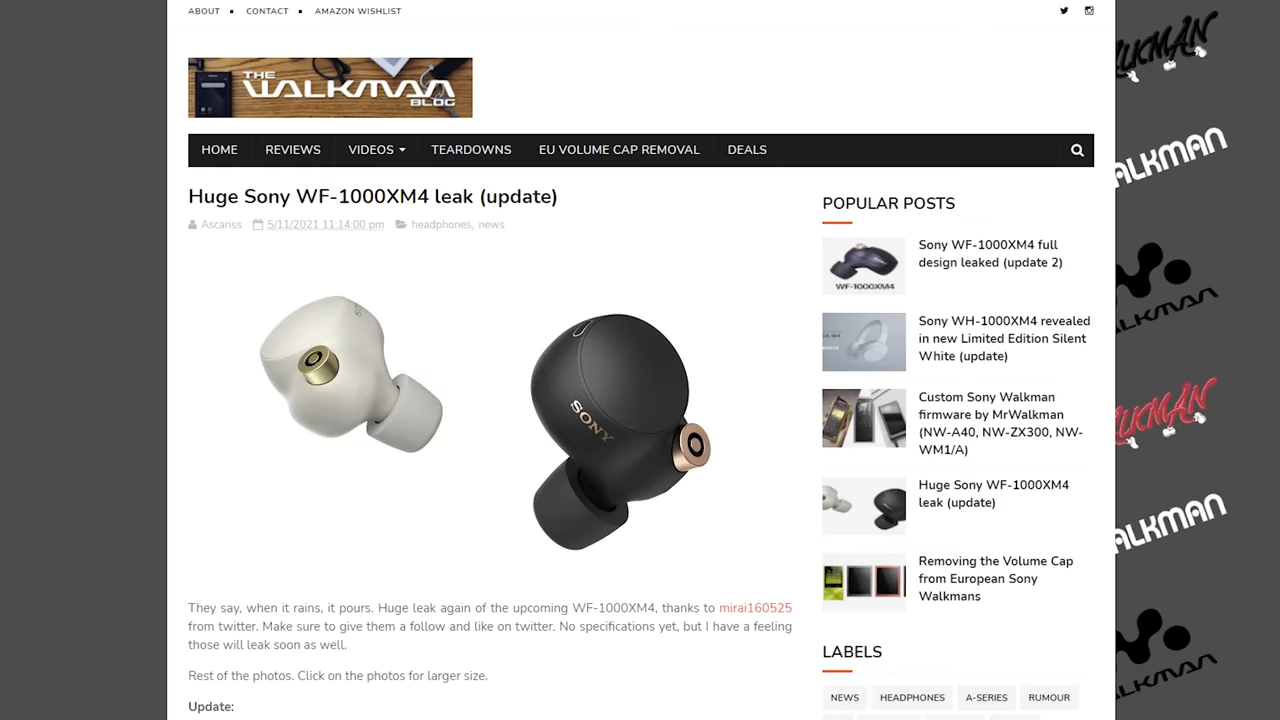 ABOUT ▪ CONTACT ▪ AMAZON WISHLIST
THE
WALKMAN
BLOG
HOME REVIEWS VIDEOS TEARDOWNS EU VOLUME CAP REMOVAL DEALS
Huge Sony WF-1000XM4 leak (update)
Ascariss 5/11/2021 11:14:00 pm headphones, news
SONY
They say, when it rains, it pours. Huge leak again of the upcoming WF-1000XM4, thanks to mirai160525
from twitter. Make sure to give them a follow and like on twitter. No specifications yet, but I have a feeling
those will leak soon as well.
Rest of the photos. Click on the photos for larger size.
Update:
POPULAR POSTS
WF-1000XM4
Sony WF-1000XM4 full
design leaked (update 2)
Sony WH-1000XM4 revealed
in new Limited Edition Silent
White (update)
Custom Sony Walkman
firmware by MrWalkman
(NW-A40, NW-ZX300, NW-
WM1/A)
Huge Sony WF-1000XM4
leak (update)
Removing the Volume Cap
from European Sony
Walkmans
LABELS
NEWS HEADPHONES A-SERIES RUMOUR
ALKMAN
WALKMAN
WALKMAN
ALKMAN
WALKMAN
WALKMAN